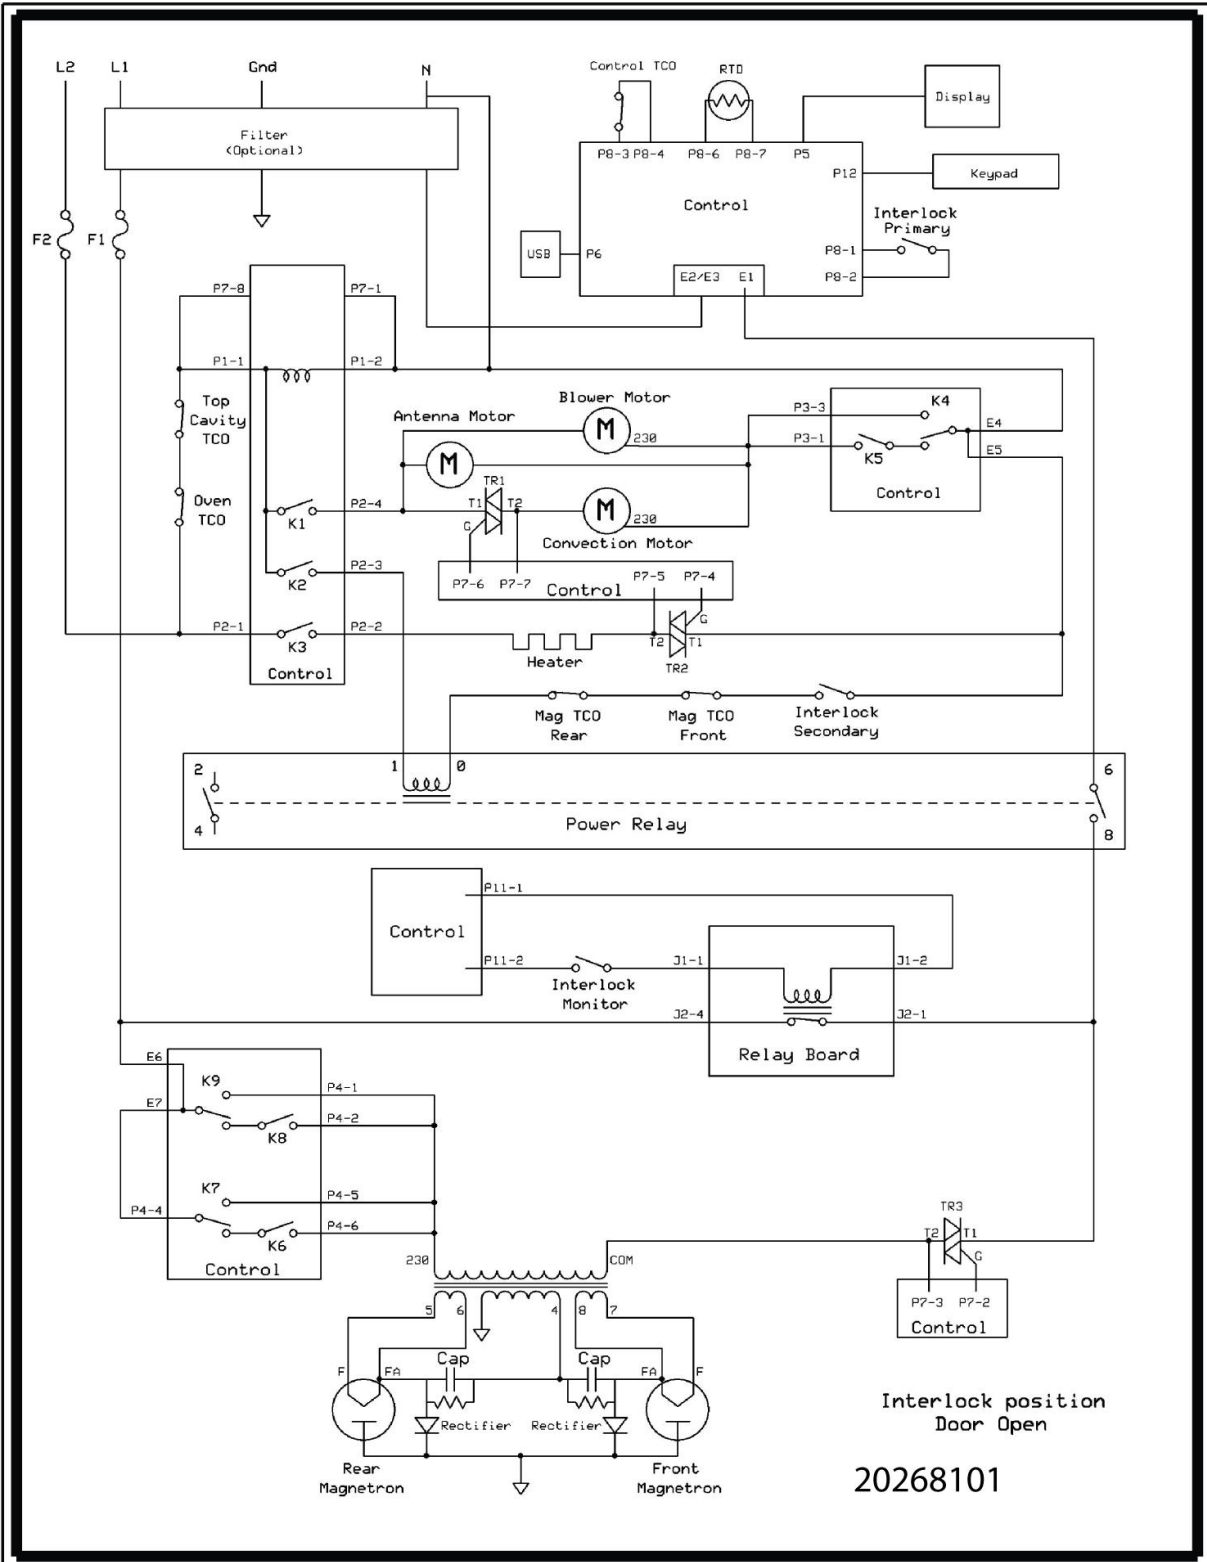 L2
L1
Gnd
N
Filter
(Optional)
F2
F1
Control TCO
RTD
Display
P8-3
P8-4
P8-6
P8-7
P5
P12
Keypad
Control
Interlock
Primary
P8-1
P8-2
USB
P6
E2/E3
E1
P7-8
P7-1
P1-1
P1-2
Top
Cavity
TCO
Oven
TCO
Antenna Motor
Blower Motor
M
230
M
P3-3
K4
E4
P3-1
K5
E5
Control
K1
P2-4
TR1
T1
T2
G
M
230
Convection Motor
K2
P2-3
P7-6
P7-7
Control
P7-5
P7-4
P2-1
K3
P2-2
Control
Heater
T2
T1
G
TR2
Mag TCO
Rear
Mag TCO
Front
Interlock
Secondary
2
4
1
0
6
8
Power Relay
Control
P11-1
P11-2
Interlock
Monitor
J1-1
J1-2
J2-4
J2-1
Relay Board
E6
E7
K9
P4-1
K8
P4-2
K7
P4-4
P4-5
K6
P4-6
Control
230
COM
TR3
T2
T1
G
P7-3
P7-2
Control
5
6
4
8
7
F
FA
Cap
Cap
FA
F
Rectifier
Rectifier
Rear
Magnetron
Front
Magnetron
Interlock position
Door Open
20268101